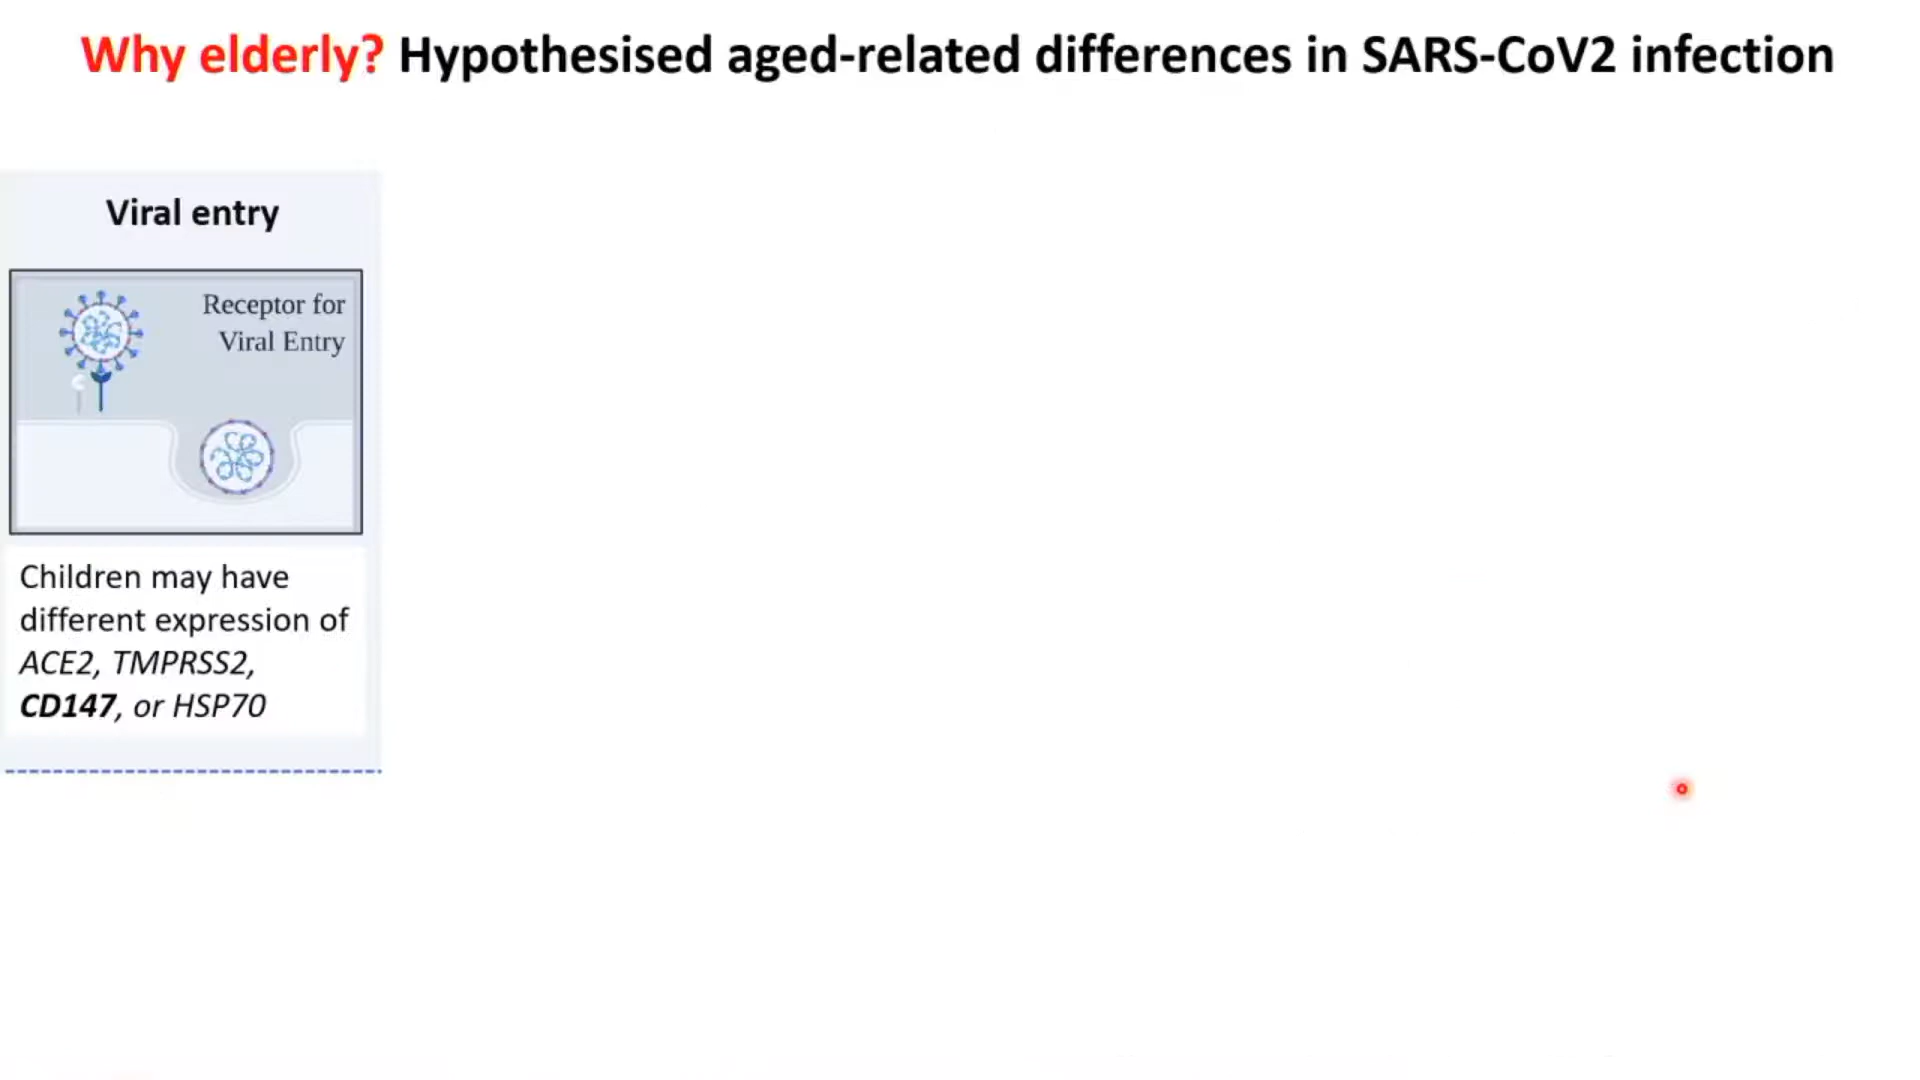 Why elderly? Hypothesised aged-related differences in SARS-CoV2 infection
Viral entry
Receptor for
Viral Entry
Children may have
different expression of
ACE2, TMPRSS2,
CD147, or HSP70